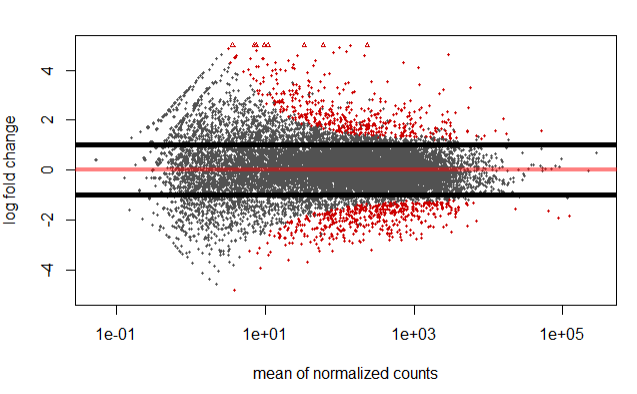 log fold change
4
2
0
-2
-4
1e-01
1e+01
1e+03
1e+05
mean of normalized counts